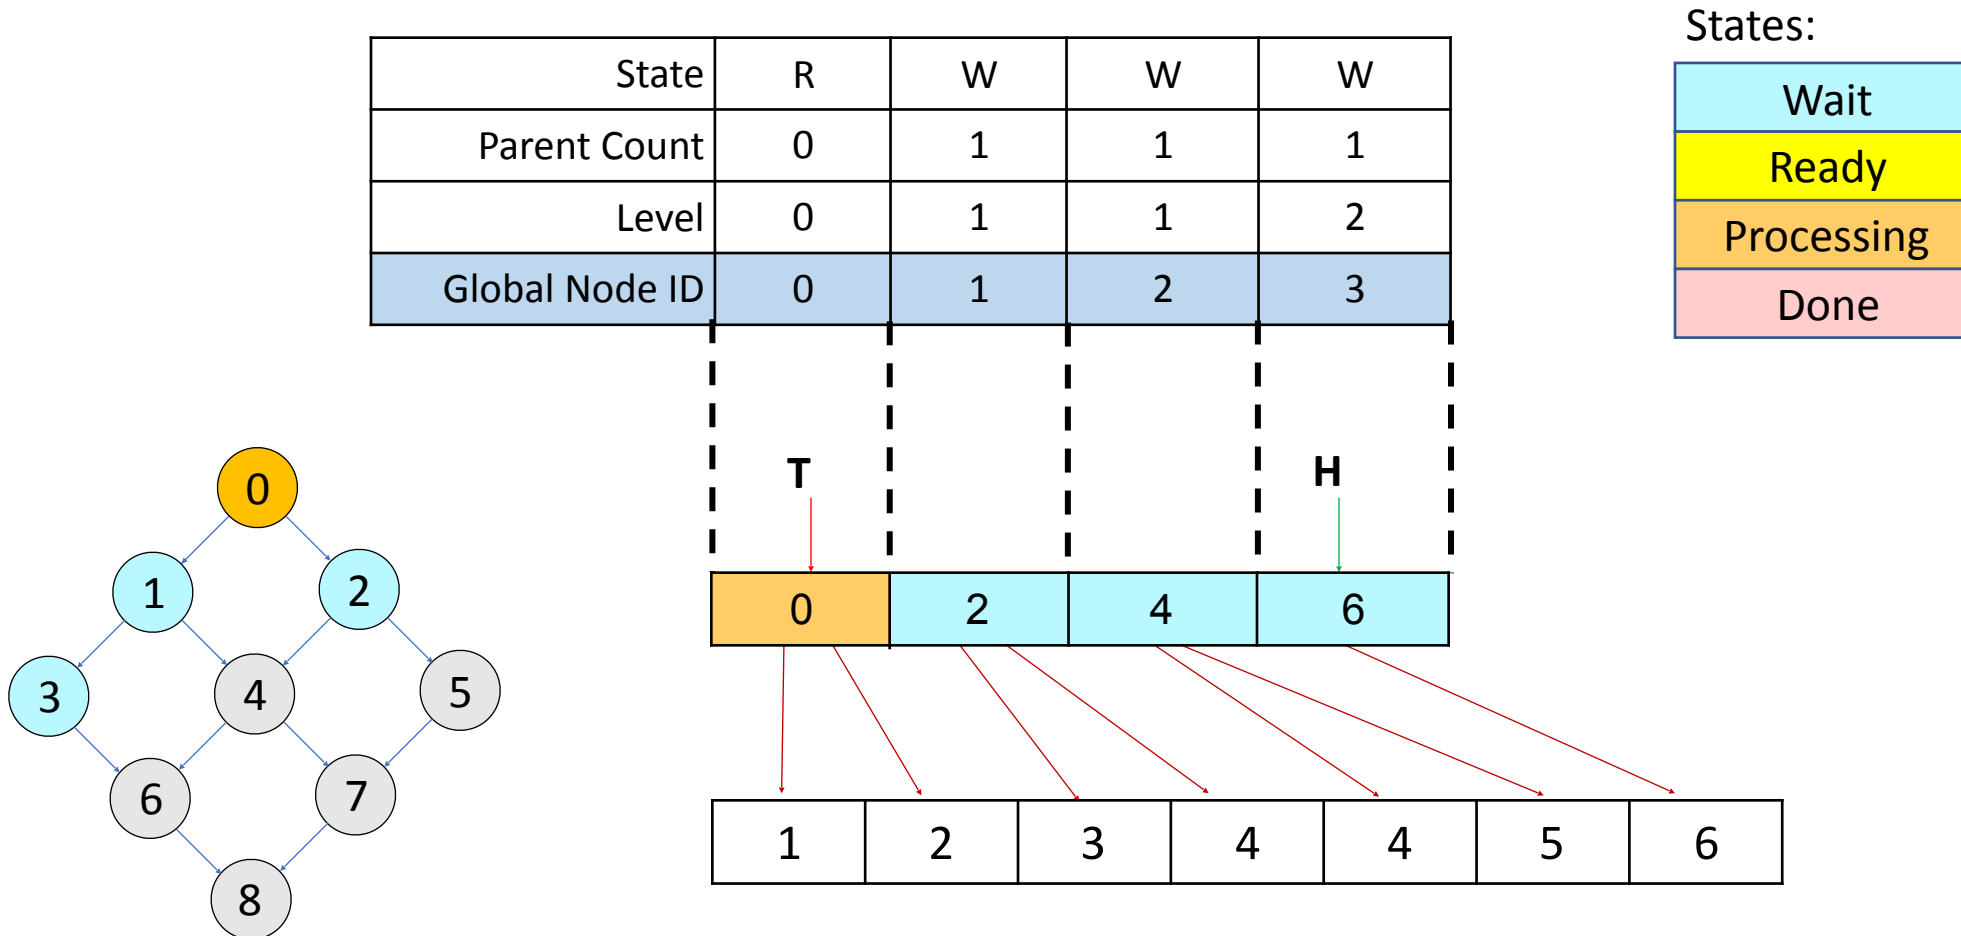 States:
State R W W W
Parent Count 0 1 1 1
Level 0 1 1 2
Global Node ID 0 1 2 3
Wait
Ready
Processing
Done
T H
0 2 4 6
1 2 3 4 4 5 6
0
1 2
3 4 5
6 7
8